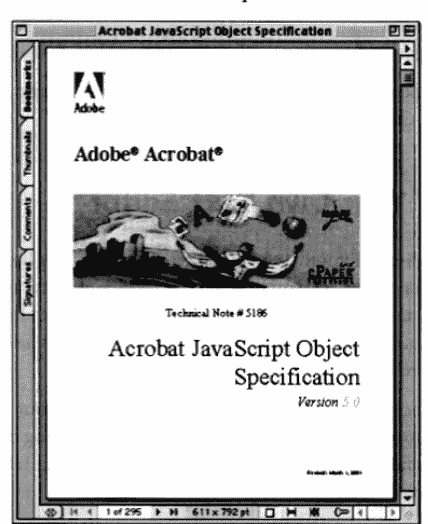 Acrobat JavaScript Object Specification
Bookmarks
Thumbnails
Comments
Signatures
Adobe
Adobe® Acrobat®
ePAPER
Technical Note # 5186
Acrobat JavaScript Object
Specification
Version 5.0
1 of 295
611 x 792 pt